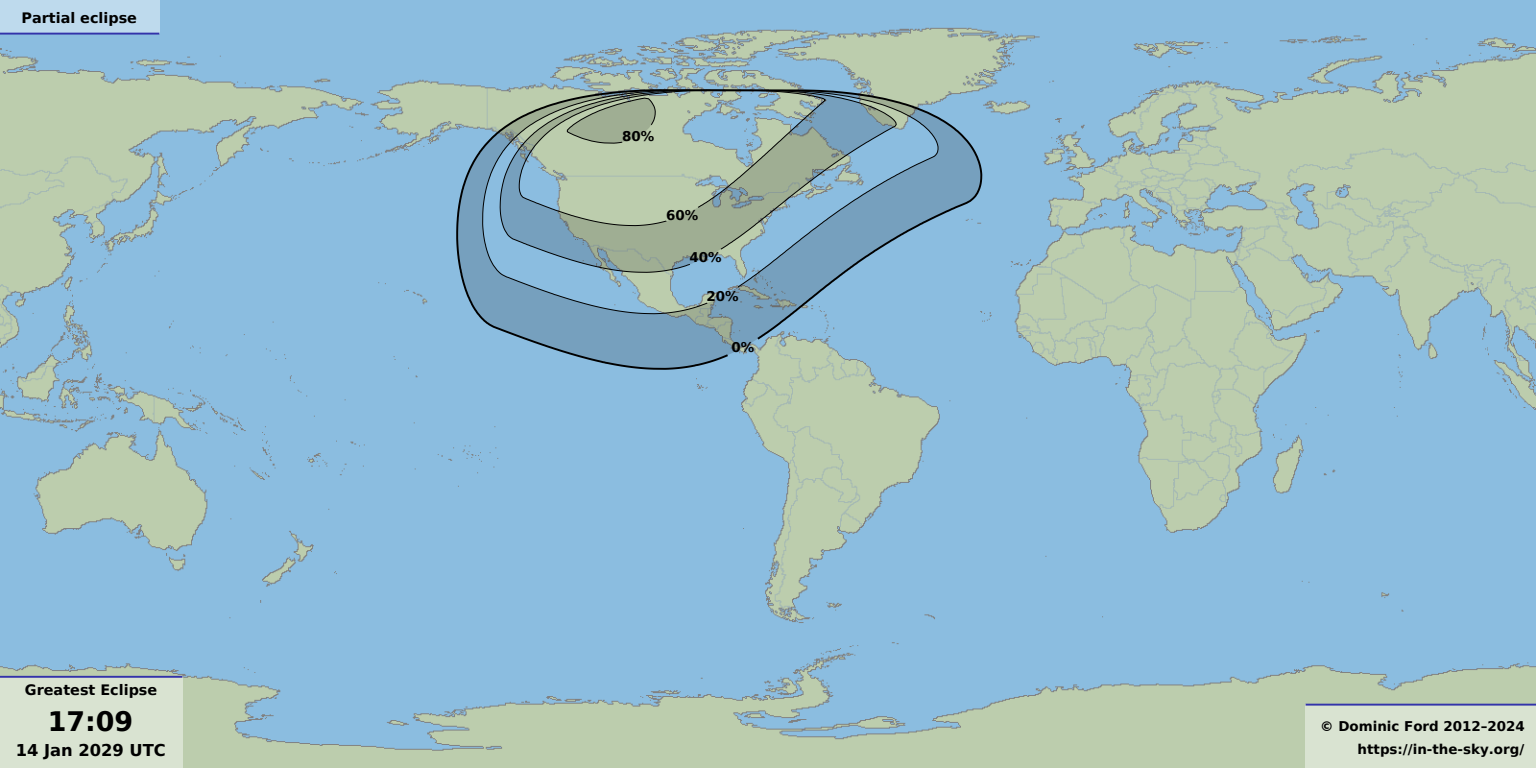 Partial eclipse
80%
60%
40%
20%
0%
Greatest Eclipse
17:09
14 Jan 2029 UTC
© Dominic Ford 2012–2024
https://in-the-sky.org/